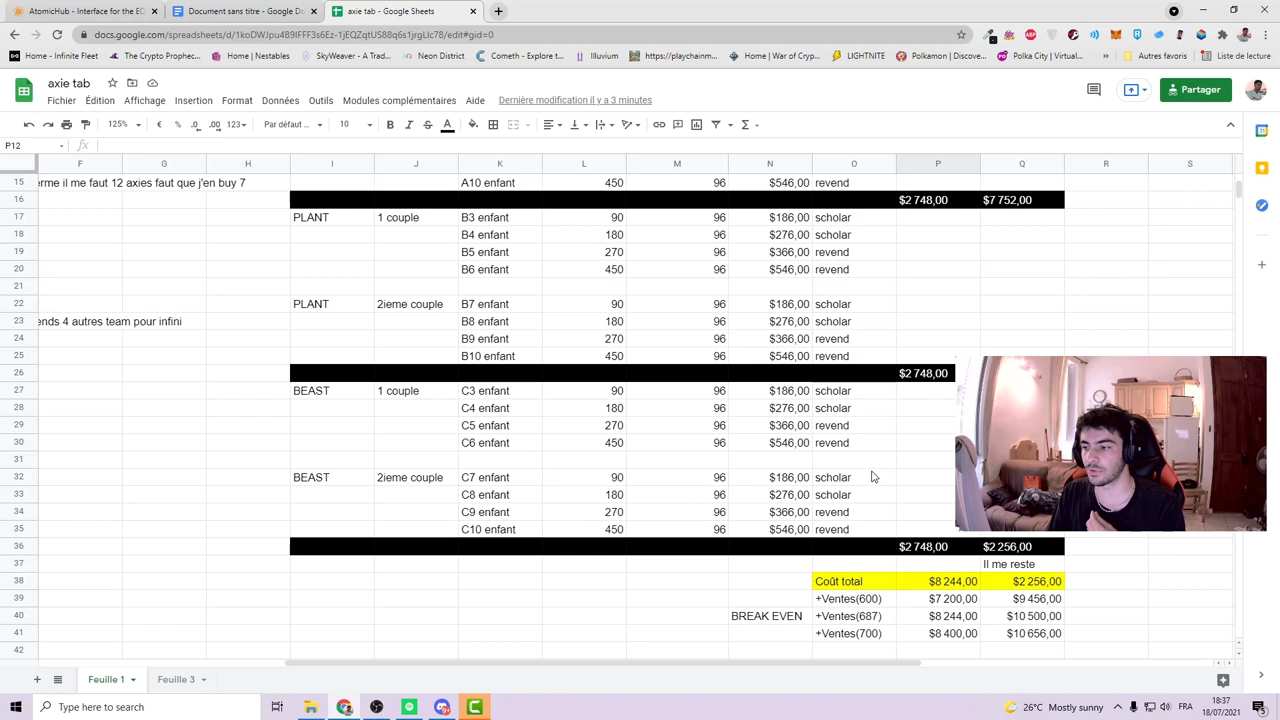 AtomicHub - Platform for th
Document sans titre - Google Do
axie tab - Google Sheets
docs.google.com/spreadsheets/d/1koDWJpu4B9IFFF3s6Ez-1jEQZqtUS88q6s1jrgLIc78/edit#gid=0
Home - Infinite
The EO Prophec...
Home | Nestables
SkyWeaver – A Tradi...
Cometh - Explore t...
Illuvium
https://playchainm...
Home | War of Cryp...
LIGHTNITE
Polkamon | Discove...
Poka City | Virtual...
Autres favoris
Liste de lecture
axie tab
Fichier Édition Affichage Insertion Format Données Outils Modules complémentaires Aide Dernière modification il y a 3 minutes
Partager
125% € % .0 .00 123 Par défaut ... 10
P12
F G H I J K L M N O P Q R S
15 erme il me faut 12 axies faut que j'en buy 7 A10 enfant 450 96 $546,00 revend
16 $2 748,00 $7 752,00
17 PLANT 1 couple B3 enfant 90 96 $186,00 scholar
18 B4 enfant 180 96 $276,00 scholar
19 B5 enfant 270 96 $366,00 revend
20 B6 enfant 450 96 $546,00 revend
21
22 PLANT 2ieme couple B7 enfant 90 96 $186,00 scholar
23 ends 4 autres team pour infini B8 enfant 180 96 $276,00 scholar
24 B9 enfant 270 96 $366,00 revend
25 B10 enfant 450 96 $546,00 revend
26 $2 748,00
27 BEAST 1 couple C3 enfant 90 96 $186,00 scholar
28 C4 enfant 180 96 $276,00 scholar
29 C5 enfant 270 96 $366,00 revend
30 C6 enfant 450 96 $546,00 revend
31
32 BEAST 2ieme couple C7 enfant 90 96 $186,00 scholar
33 C8 enfant 180 96 $276,00 scholar
34 C9 enfant 270 96 $366,00 revend
35 C10 enfant 450 96 $546,00 revend
36 $2 748,00 $2 256,00
37 Il me reste
38 Coût total $8 244,00 $2 256,00
39 +Ventes(600) $7 200,00 $9 456,00
40 BREAK EVEN +Ventes(687) $8 244,00 $10 500,00
41 +Ventes(700) $8 400,00 $10 656,00
42
Feuille 1 Feuille 3
Type here to search
26°C Mostly sunny
FRA
18:37
18/07/2021